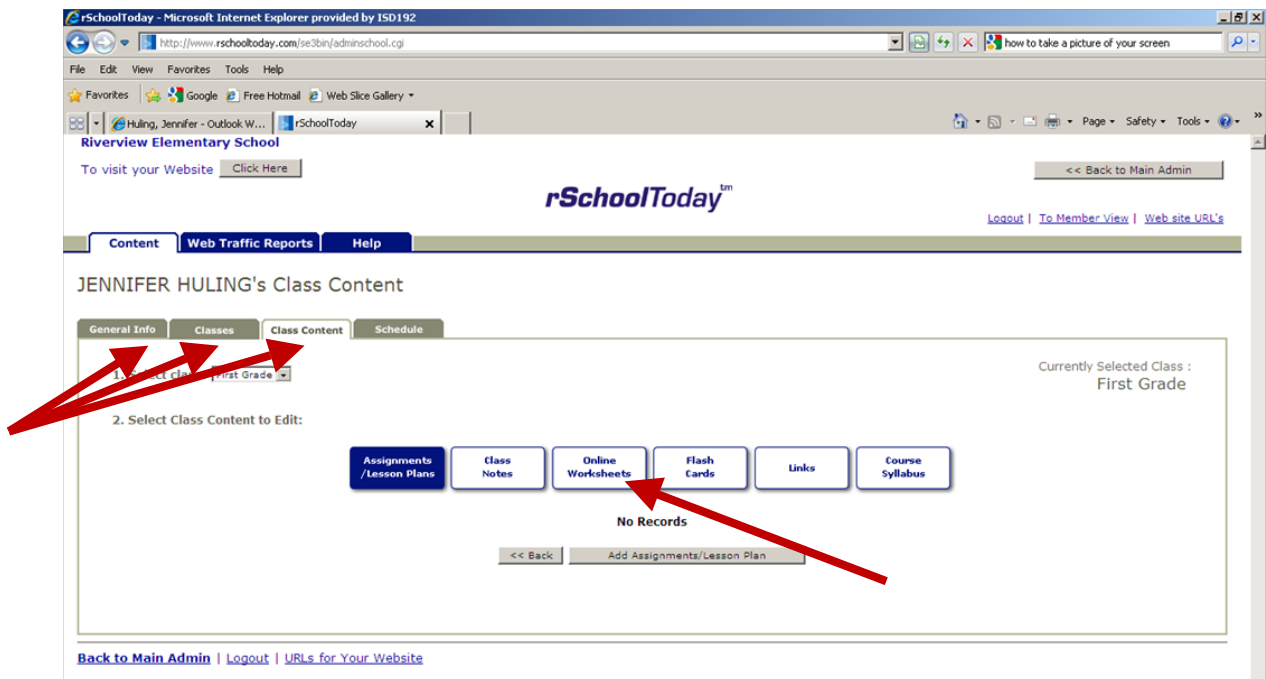 rSchoolToday - Microsoft Internet Explorer provided by ISD192
http://www.rschooltoday.com/se3bin/adminschool.cgi
how to take a picture of your screen
File Edit View Favorites Tools Help
Favorites Google Free Hotmail Web Slice Gallery
Huling, Jennifer - Outlook W... rSchoolToday x
Page Safety Tools »
Riverview Elementary School
To visit your Website Click Here
<< Back to Main Admin
rSchoolToday tm
Logout | To Member View | Web site URL's
Content Web Traffic Reports Help
JENNIFER HULING's Class Content
General Info Classes Class Content Schedule
1. Select First Grade
Currently Selected Class :
First Grade
2. Select Class Content to Edit:
Assignments
/Lesson Plans
Class
Notes
Online
Worksheets
Flash
Cards
Links
Course
Syllabus
No Records
<< Back Add Assignments/Lesson Plan
Back to Main Admin | Logout | URLs for Your Website